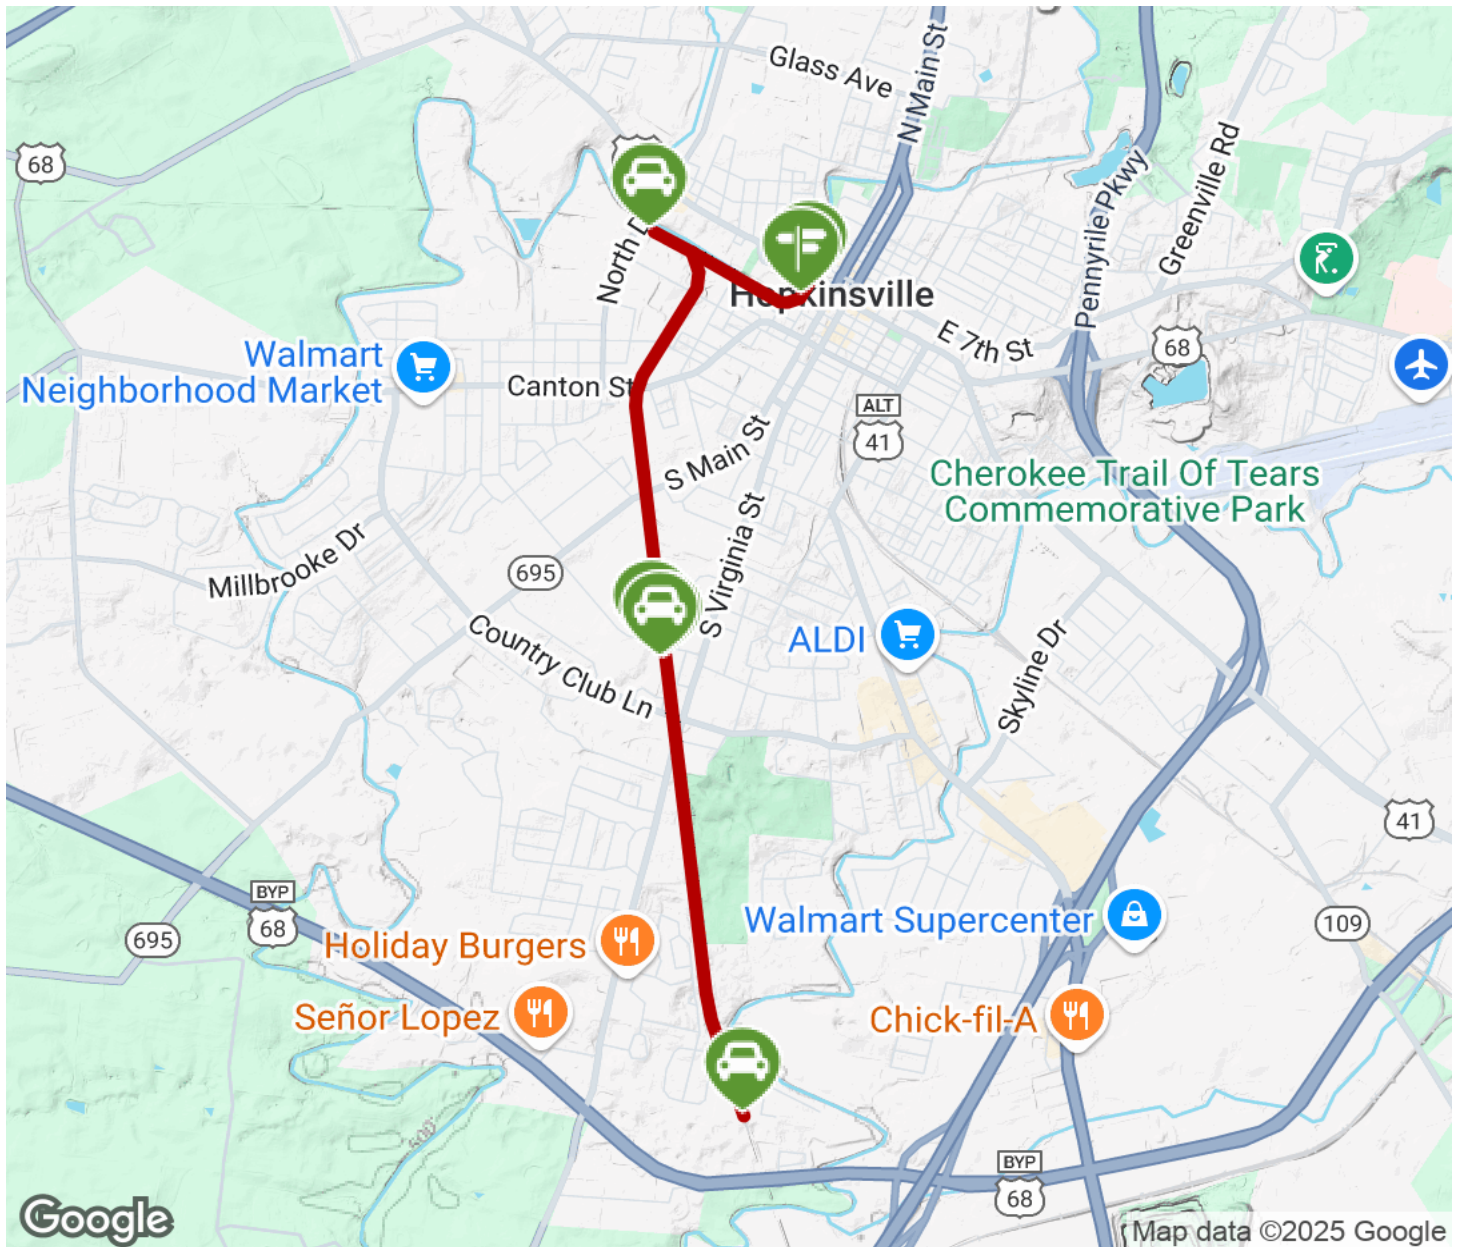 Glass Ave
N Main St
68
Greenville Rd
Pennyrile Pkwy
North D
Hopkinsville
E 7th St
68
Walmart
Neighborhood Market
Canton St
ALT
41
S Main St
Cherokee Trail Of Tears
Commemorative Park
Millbrooke Dr
695
S Virginia St
Country Club Ln
ALDI
Skyline Dr
41
BYP
68
695
Walmart Supercenter
109
Holiday Burgers
Señor Lopez
Chick-fil-A
600
BYP
68
Google
Map data ©2025 Google